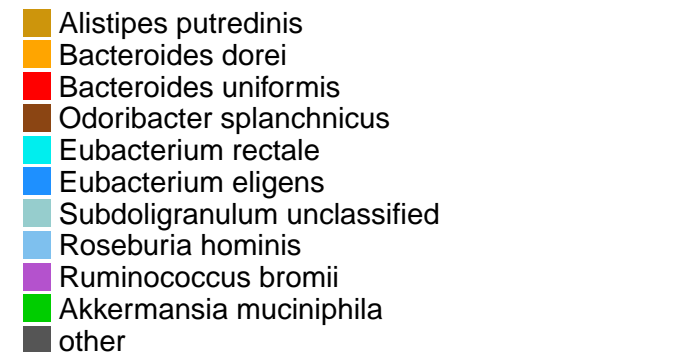 Alistipes putredinis
Bacteroides dorei
Bacteroides uniformis
Odoribacter splanchnicus
Eubacterium rectale
Eubacterium eligens
Subdoligranulum unclassified
Roseburia hominis
Ruminococcus bromii
Akkermansia muciniphila
other